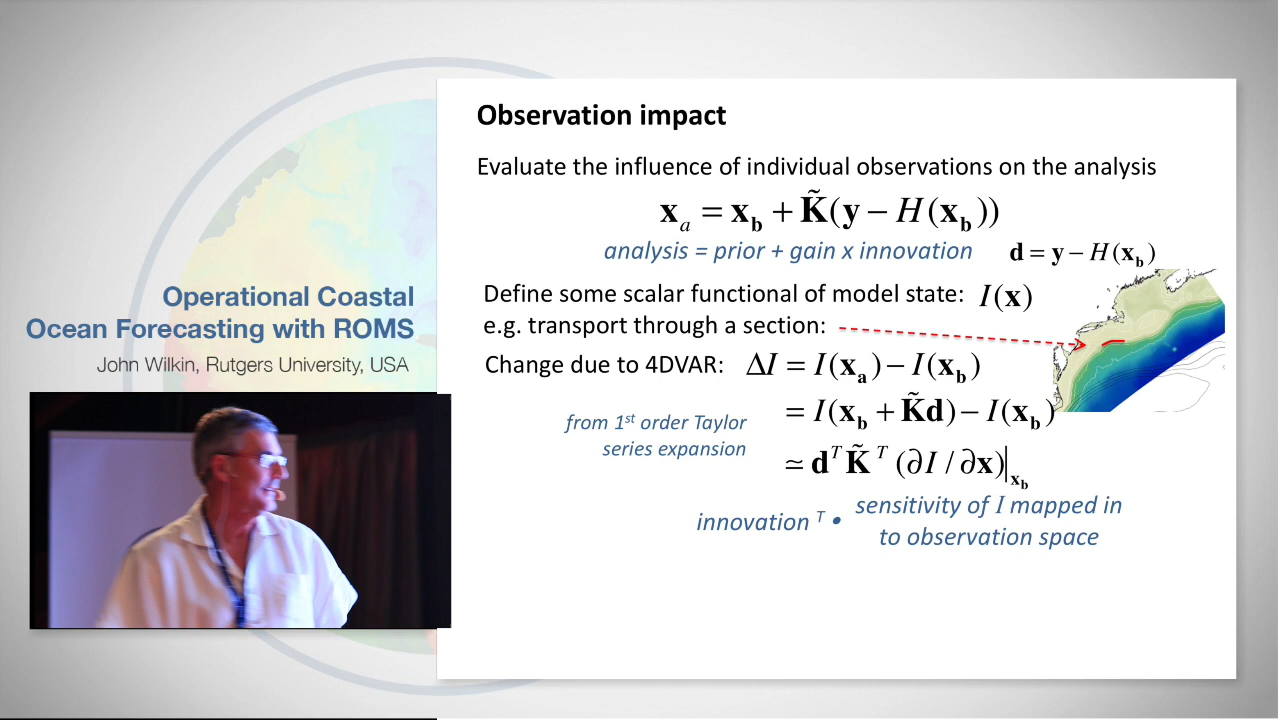 Operational Coastal
Ocean Forecasting with ROMS
John Wilkin, Rutgers University, USA
Observation impact
Evaluate the influence of individual observations on the analysis
x_a = x_b + K̃(y − H(x_b))
analysis = prior + gain x innovation
d = y − H(x_b)
Define some scalar functional of model state: I(x)
e.g. transport through a section:
Change due to 4DVAR: ΔI = I(x_a) − I(x_b)
= I(x_b + K̃d) − I(x_b)
from 1st order Taylor
series expansion
≃ d^T K̃^T (∂I / ∂x)|_x_b
innovation T •
sensitivity of I mapped in
to observation space